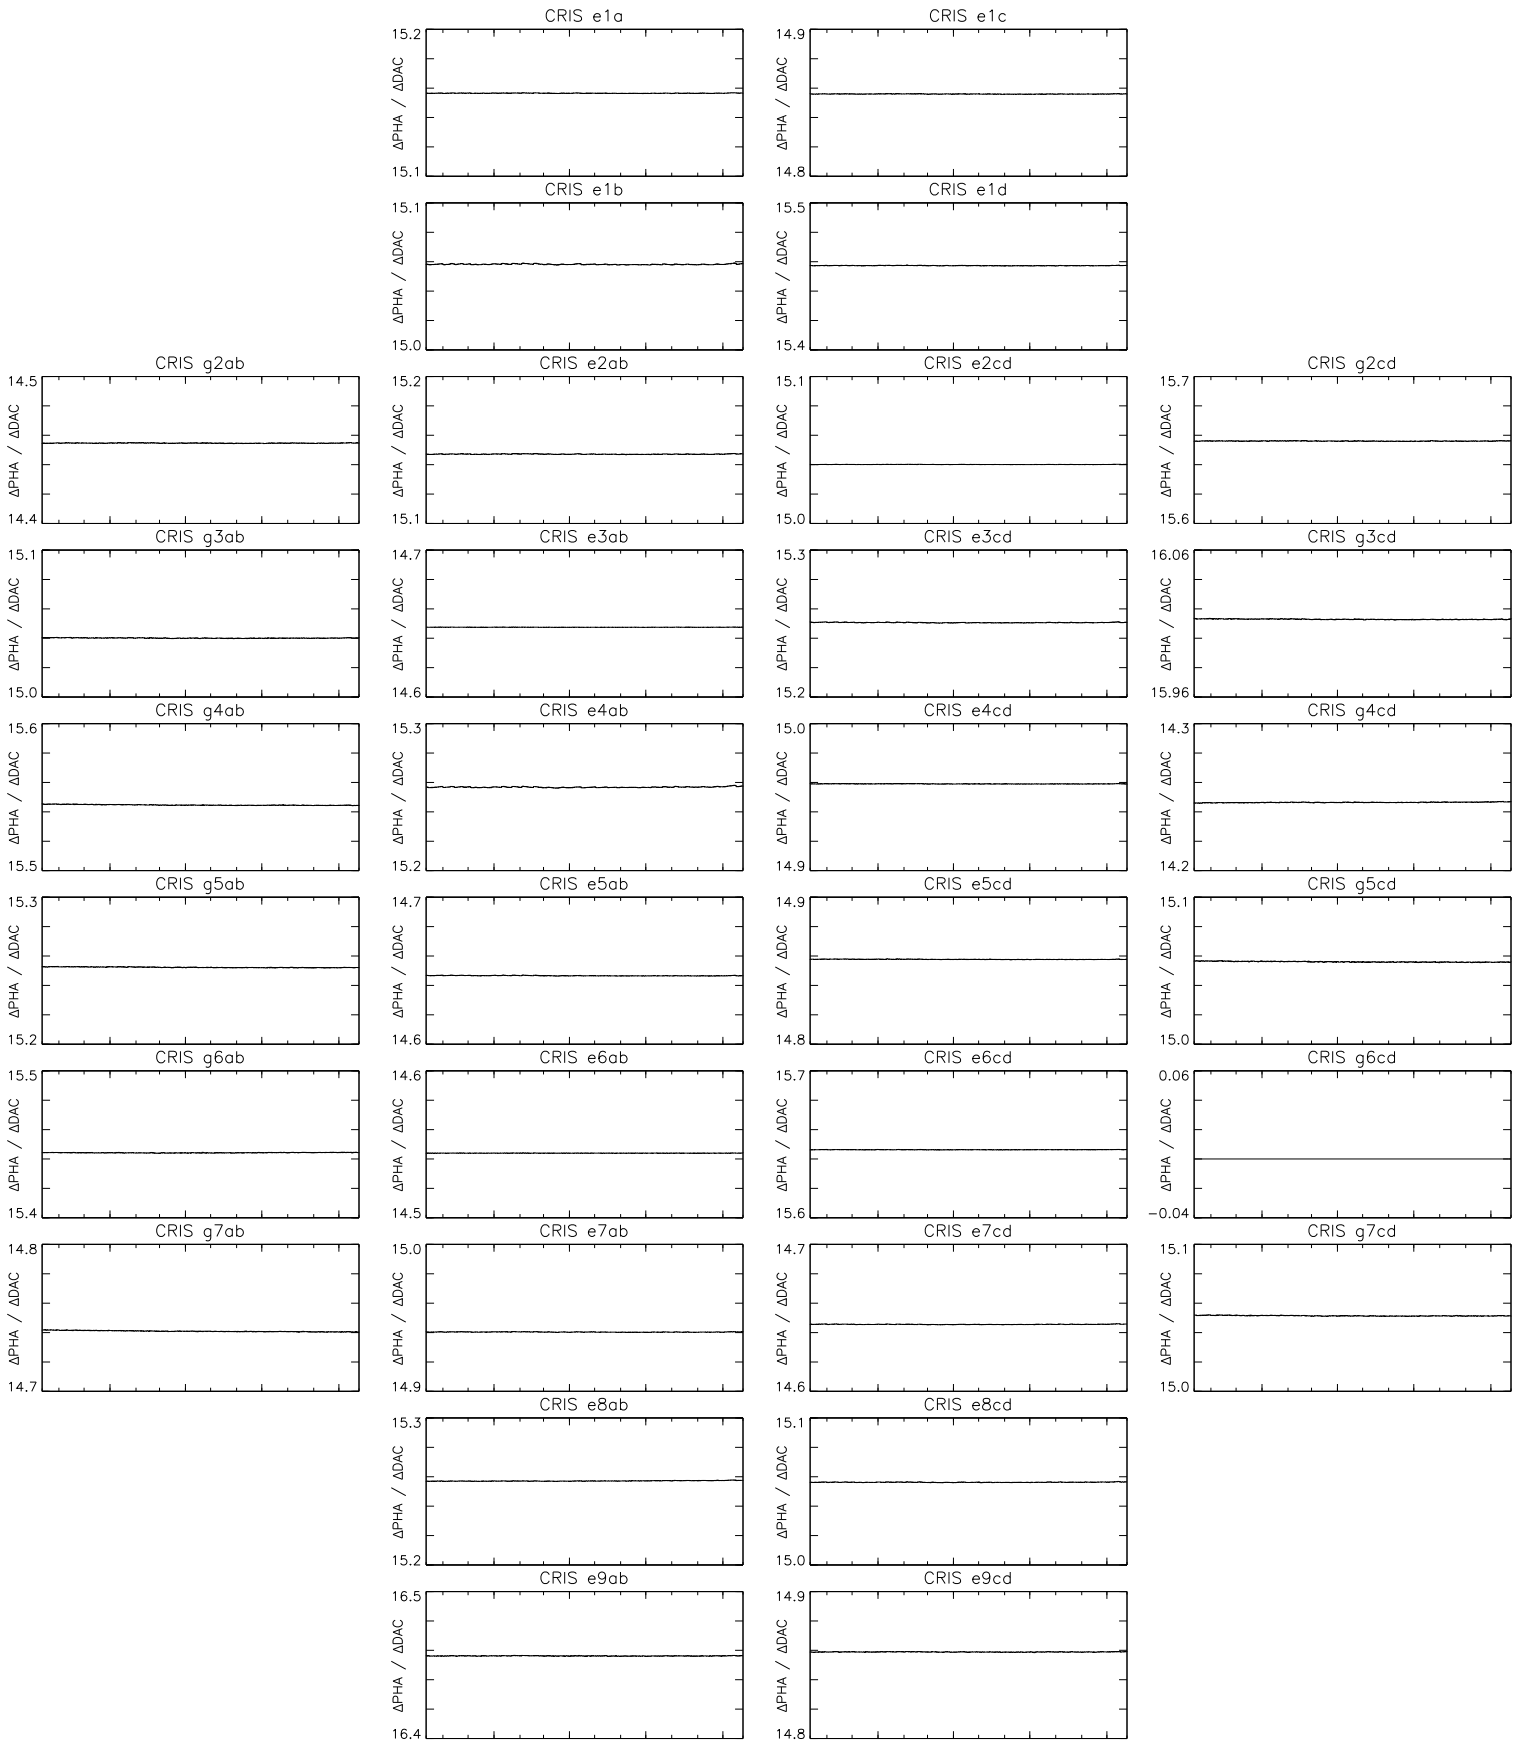 CRIS e1a
15.2
ΔPHA / ΔDAC
15.1
CRIS e1c
14.9
ΔPHA / ΔDAC
14.8
CRIS e1b
15.1
ΔPHA / ΔDAC
15.0
CRIS e1d
15.5
ΔPHA / ΔDAC
15.4
CRIS g2ab
14.5
ΔPHA / ΔDAC
14.4
CRIS e2ab
15.2
ΔPHA / ΔDAC
15.1
CRIS e2cd
15.1
ΔPHA / ΔDAC
15.0
CRIS g2cd
15.7
ΔPHA / ΔDAC
15.6
CRIS g3ab
15.1
ΔPHA / ΔDAC
15.0
CRIS e3ab
14.7
ΔPHA / ΔDAC
14.6
CRIS e3cd
15.3
ΔPHA / ΔDAC
15.2
CRIS g3cd
16.06
ΔPHA / ΔDAC
15.96
CRIS g4ab
15.6
ΔPHA / ΔDAC
15.5
CRIS e4ab
15.3
ΔPHA / ΔDAC
15.2
CRIS e4cd
15.0
ΔPHA / ΔDAC
14.9
CRIS g4cd
14.3
ΔPHA / ΔDAC
14.2
CRIS g5ab
15.3
ΔPHA / ΔDAC
15.2
CRIS e5ab
14.7
ΔPHA / ΔDAC
14.6
CRIS e5cd
14.9
ΔPHA / ΔDAC
14.8
CRIS g5cd
15.1
ΔPHA / ΔDAC
15.0
CRIS g6ab
15.5
ΔPHA / ΔDAC
15.4
CRIS e6ab
14.6
ΔPHA / ΔDAC
14.5
CRIS e6cd
15.7
ΔPHA / ΔDAC
15.6
CRIS g6cd
0.06
ΔPHA / ΔDAC
−0.04
CRIS g7ab
14.8
ΔPHA / ΔDAC
14.7
CRIS e7ab
15.0
ΔPHA / ΔDAC
14.9
CRIS e7cd
14.7
ΔPHA / ΔDAC
14.6
CRIS g7cd
15.1
ΔPHA / ΔDAC
15.0
CRIS e8ab
15.3
ΔPHA / ΔDAC
15.2
CRIS e8cd
15.1
ΔPHA / ΔDAC
15.0
CRIS e9ab
16.5
ΔPHA / ΔDAC
16.4
CRIS e9cd
14.9
ΔPHA / ΔDAC
14.8